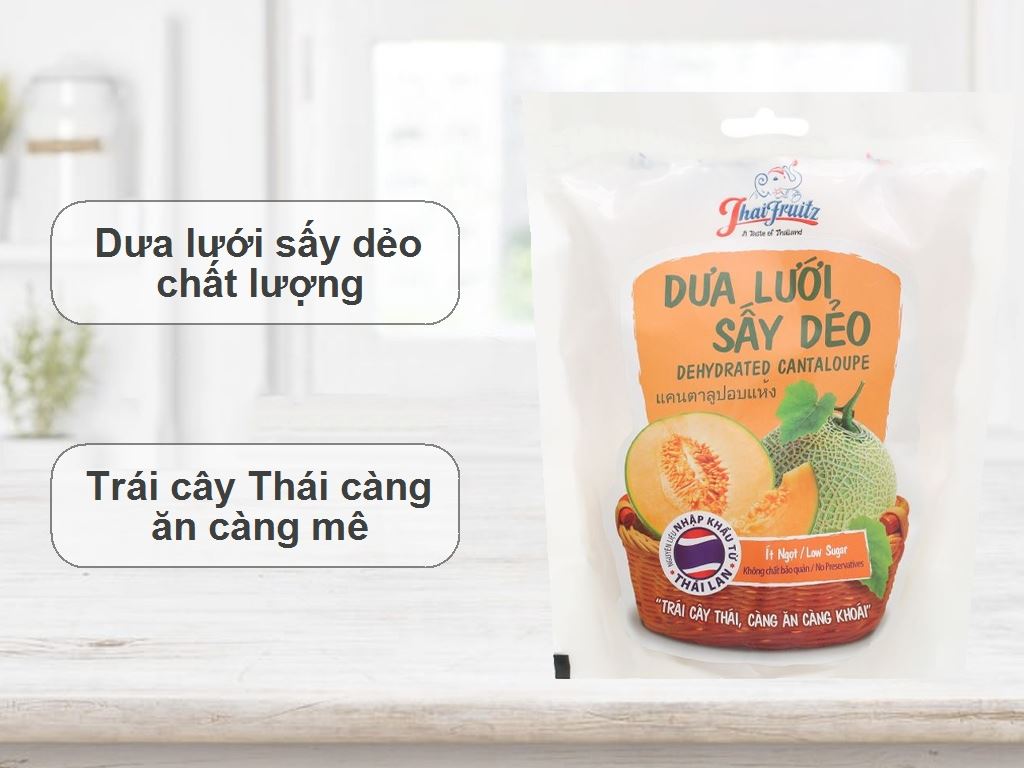 Dưa lưới sấy dẻo
chất lượng
Trái cây Thái càng
ăn càng mê
ThaiFruitz
A Taste of Thailand
DƯA LƯỚI
SẤY DẺO
DEHYDRATED CANTALOUPE
แคนตาลูปอบแห้ง
NGUYÊN LIỆU NHẬP KHẨU TỪ
THÁI LAN
Ít Ngọt / Low Sugar
Không chất bảo quản / No Preservatives
"TRÁI CÂY THÁI, CÀNG ĂN CÀNG KHOÁI"